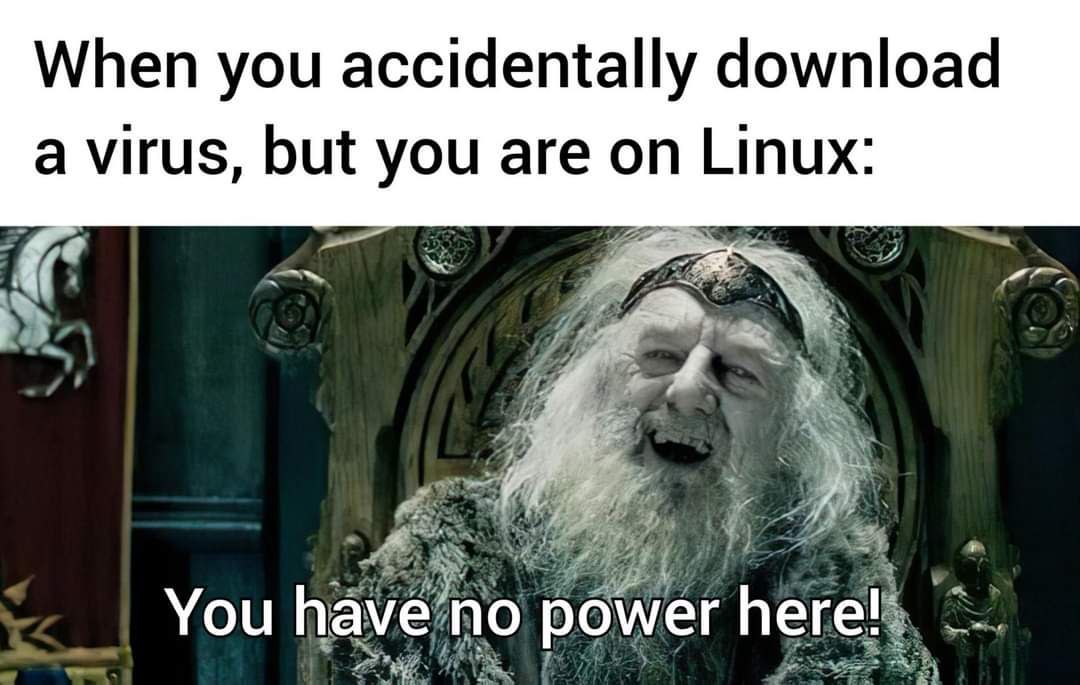 When you accidentally download
a virus, but you are on Linux:
You have no power here!